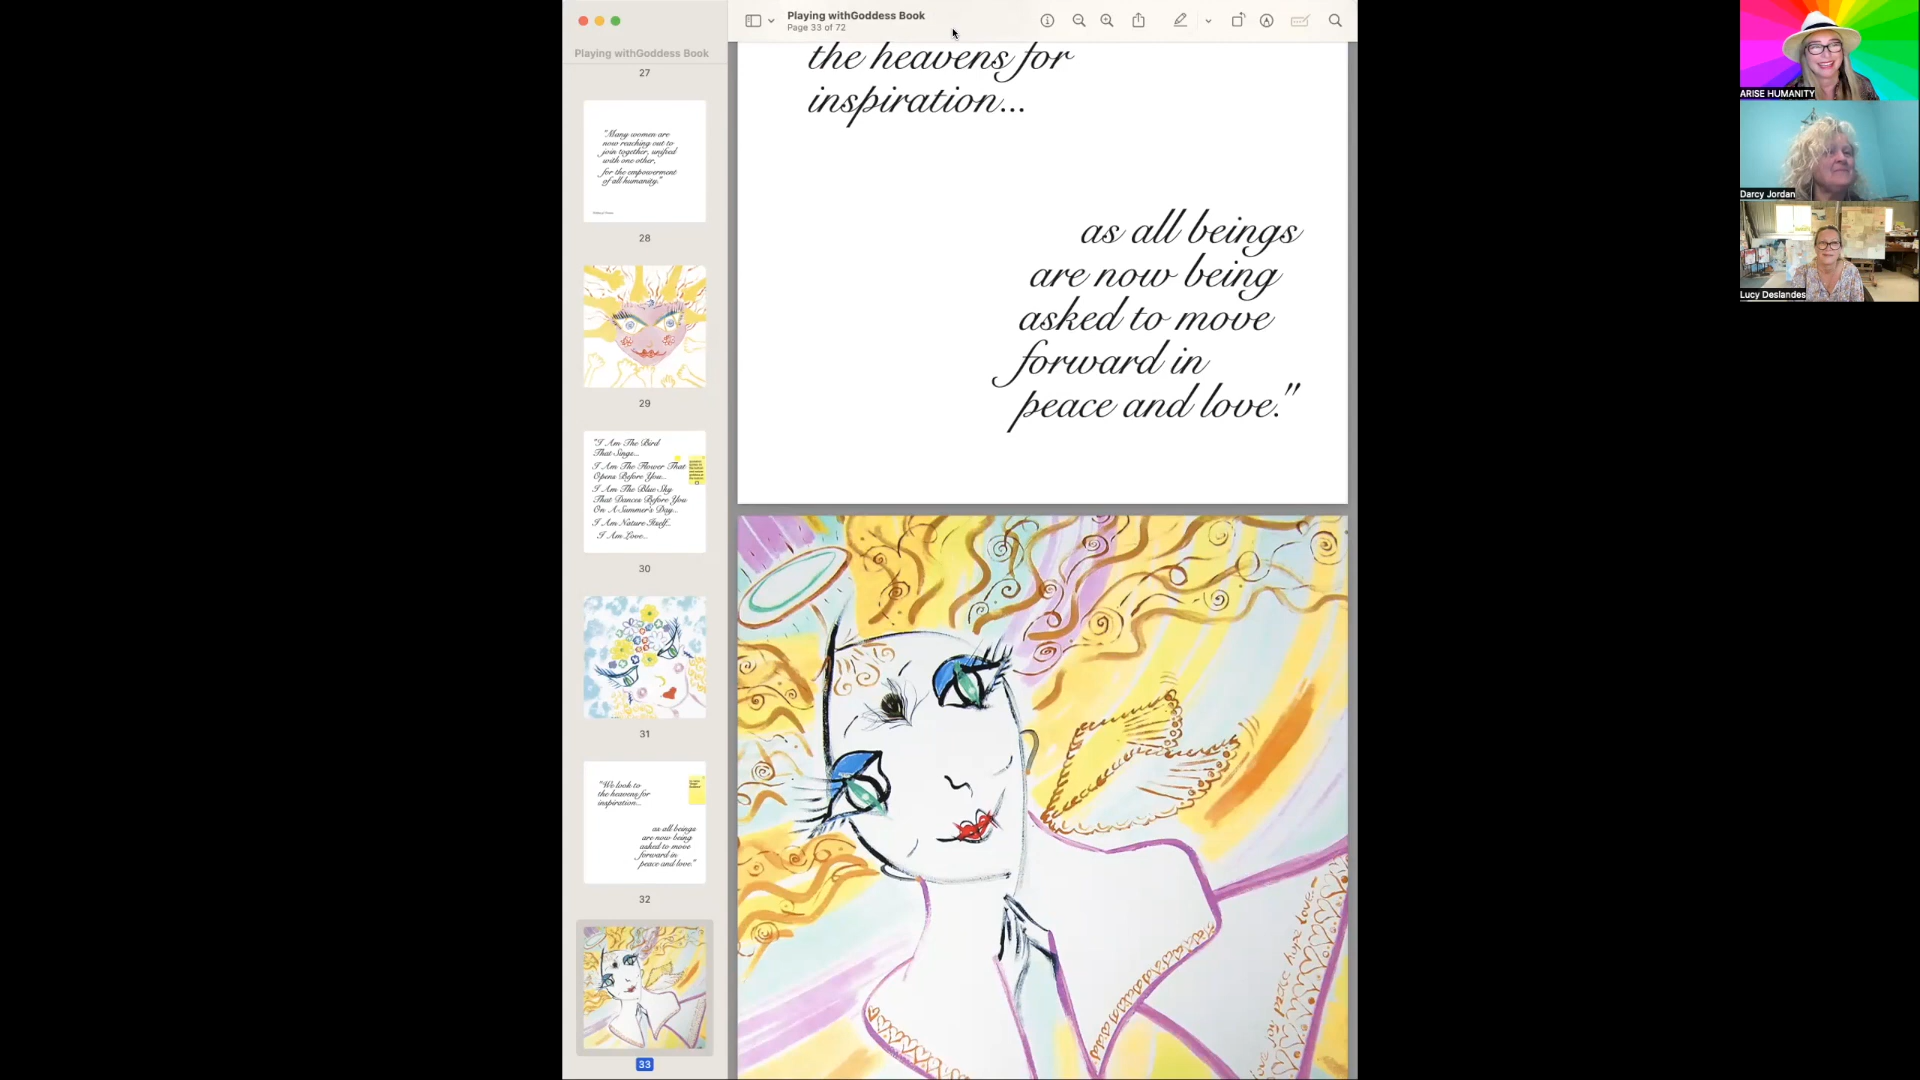 Playing withGoddess Book
Page 33 of 72
Playing withGoddess Book
27
"Many women are
now reaching out to
join together, unified
with one other,
for the empowerment
of all humanity."
28
29
"I Am The Bird
That Sings...
I Am The Flower That
Opens Before You...
I Am The Blue Sky
That Dances Before You
On A Summer's Day...
I Am Nature Itself...
I Am Love...
30
31
"We look to
the heavens for
inspiration...
as all beings
are now being
asked to move
forward in
peace and love."
32
33
the heavens for
inspiration...
as all beings
are now being
asked to move
forward in
peace and love."
ARISE HUMANITY
Darcy Jordan
Lucy Deslandes